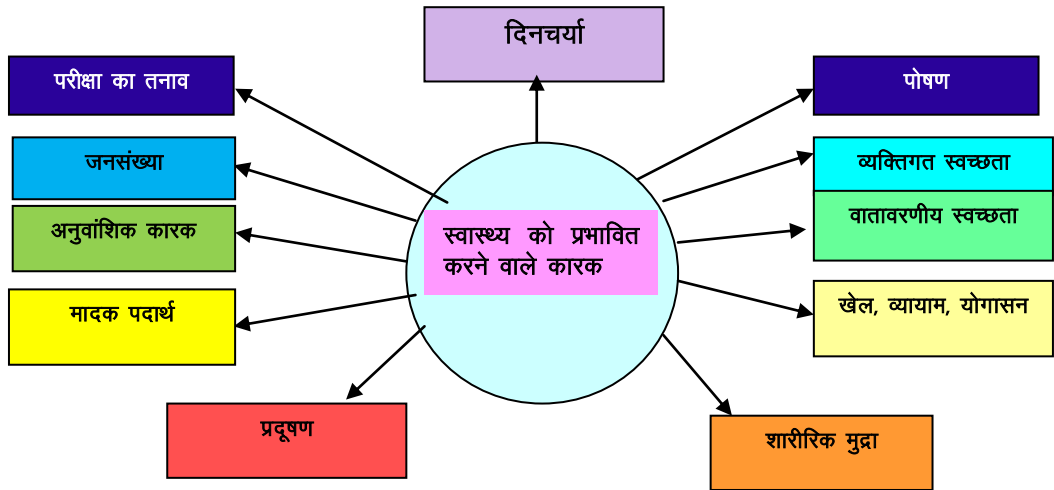 दिनचर्या
परीक्षा का तनाव
पोषण
जनसंख्या
व्यक्तिगत स्वच्छता
अनुवांशिक कारक
वातावरणीय स्वच्छता
स्वास्थ्य को प्रभावित
करने वाले कारक
मादक पदार्थ
खेल, व्यायाम, योगासन
प्रदूषण
शारीरिक मुद्रा